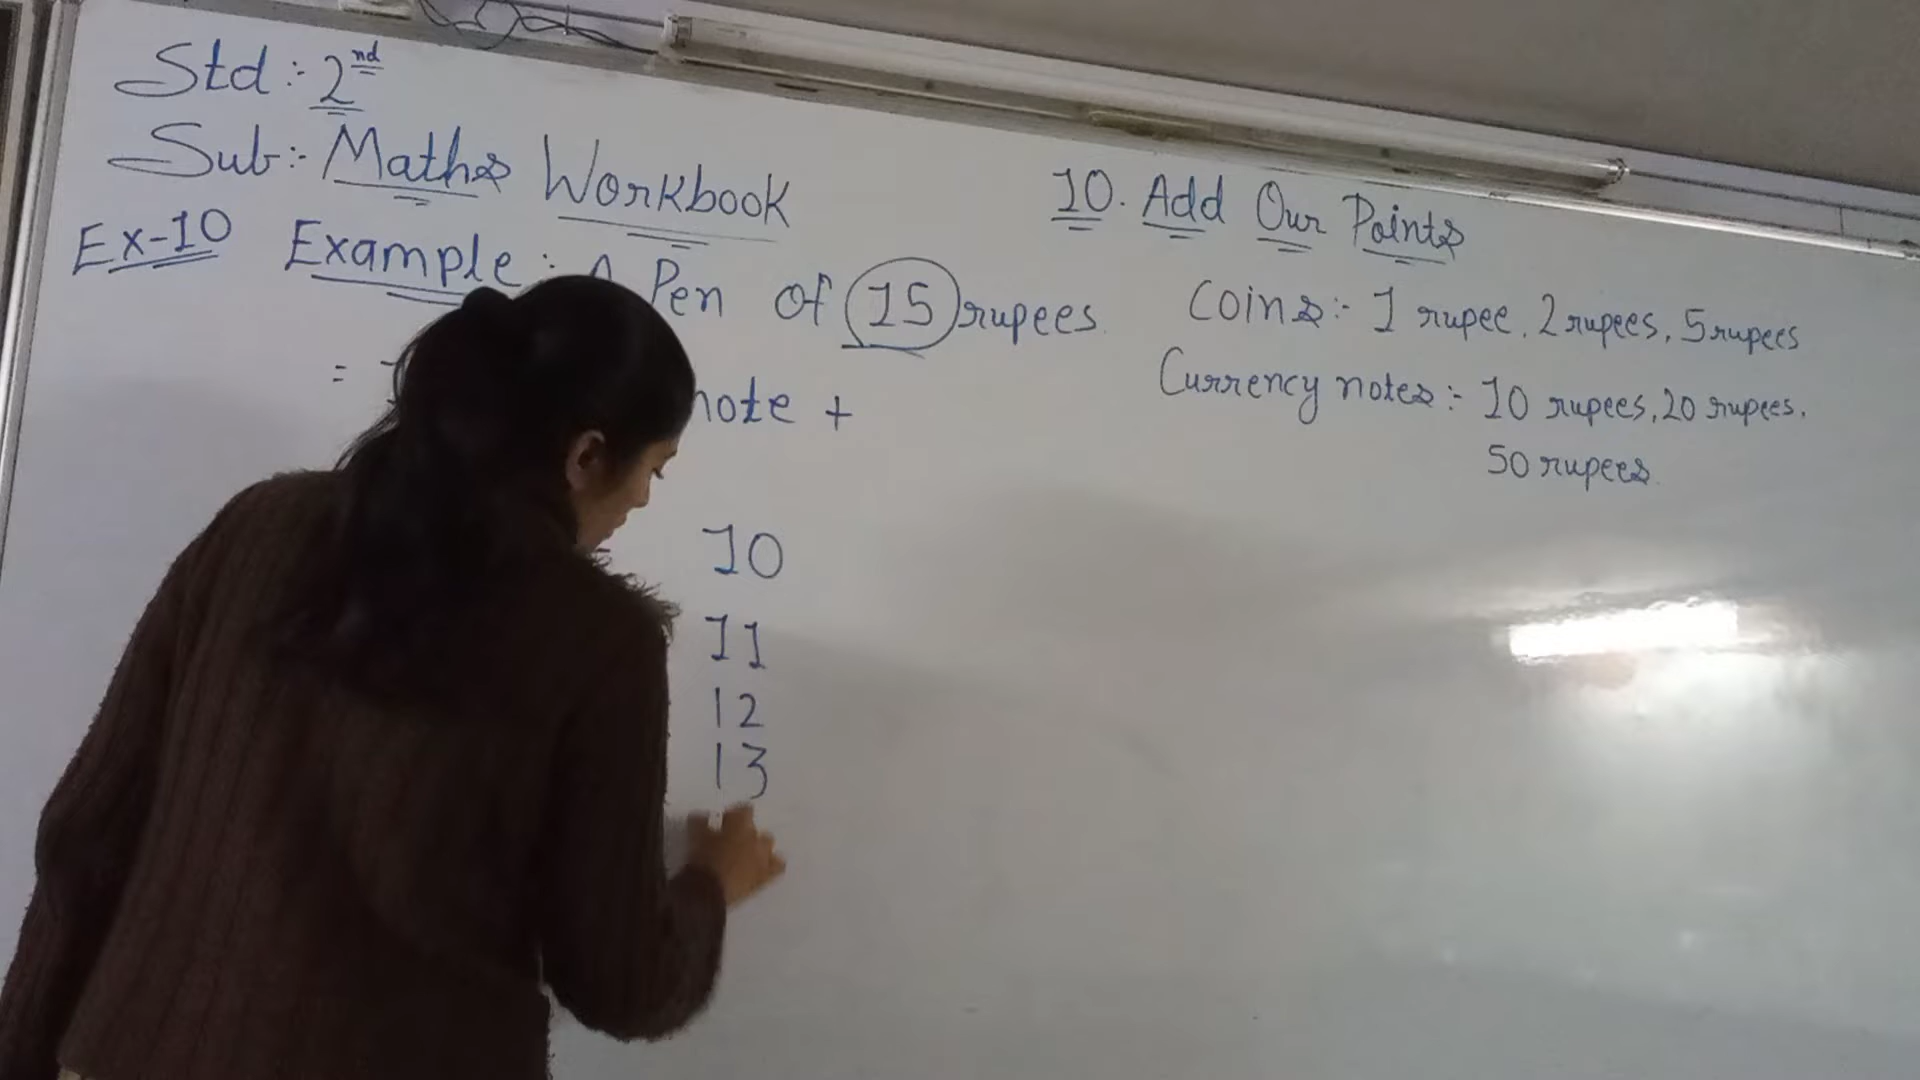 Std :- 2nd
Sub :- Maths Workbook
10. Add Our Points
Ex-10 Example : A Pen of 15 rupees.
= note +
Coins :- 1 rupee, 2 rupees, 5 rupees
Currency notes :- 10 rupees, 20 rupees,
50 rupees.
10
11
12
13